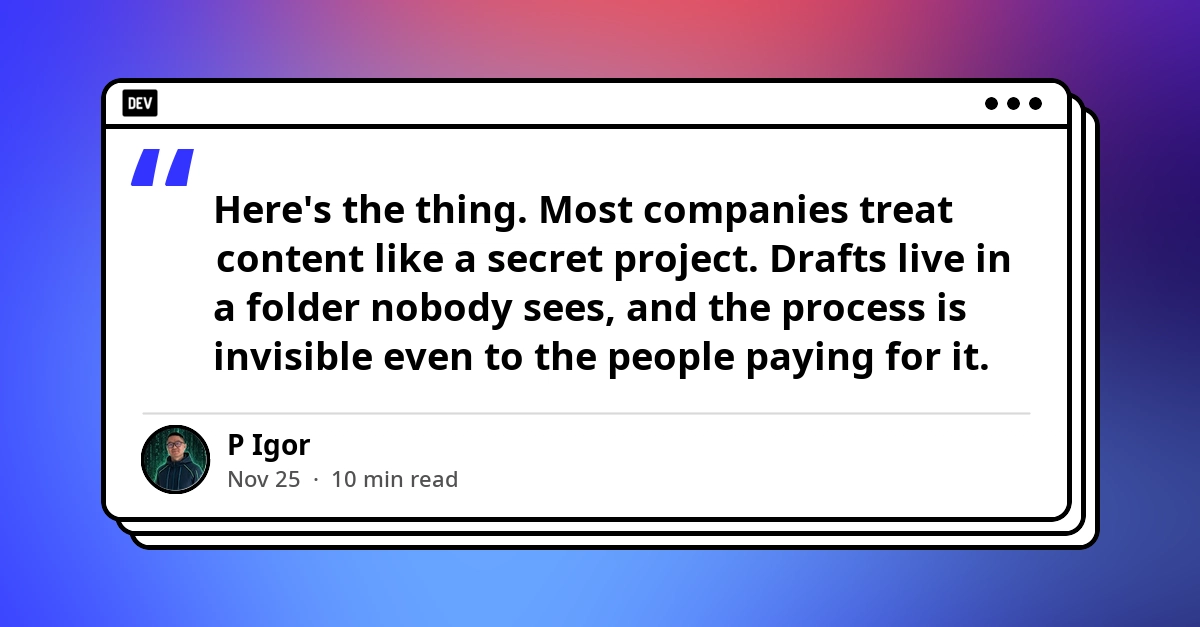 DEV
Here's the thing. Most companies treat
content like a secret project. Drafts live in
a folder nobody sees, and the process is
invisible even to the people paying for it.
P Igor
Nov 25 · 10 min read